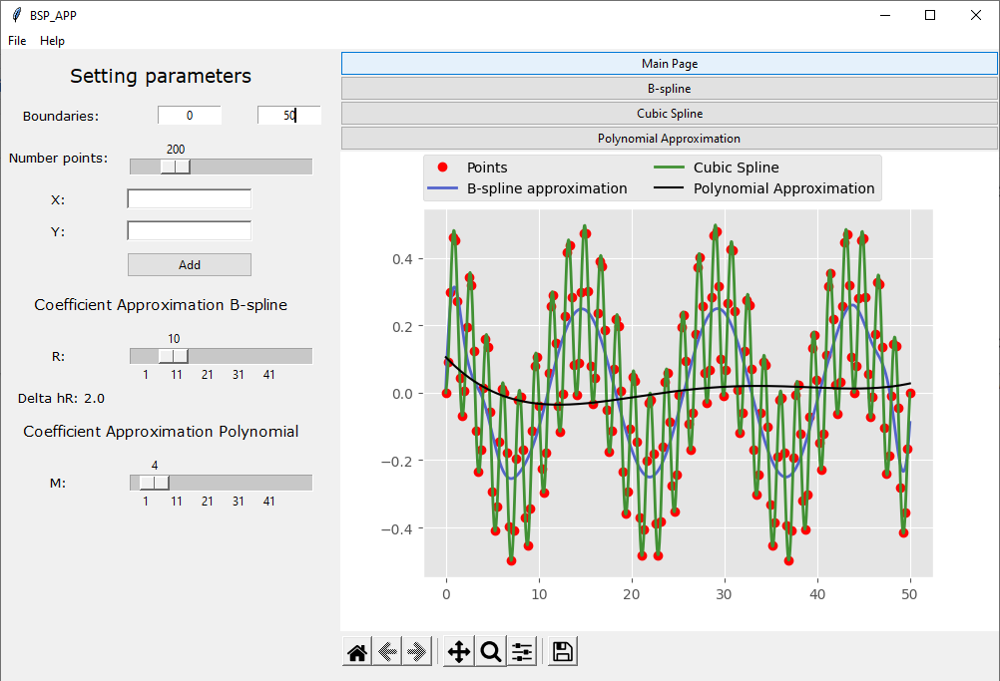 BSP_APP
File Help
Setting parameters
Boundaries: 0 50
Number points: 200
X:
Y:
Add
Coefficient Approximation B-spline
10
R:
1 11 21 31 41
Delta hR: 2.0
Coefficient Approximation Polynomial
4
M:
1 11 21 31 41
Main Page
B-spline
Cubic Spline
Polynomial Approximation
Points Cubic Spline
B-spline approximation Polynomial Approximation
0.4
0.2
0.0
−0.2
−0.4
0 10 20 30 40 50